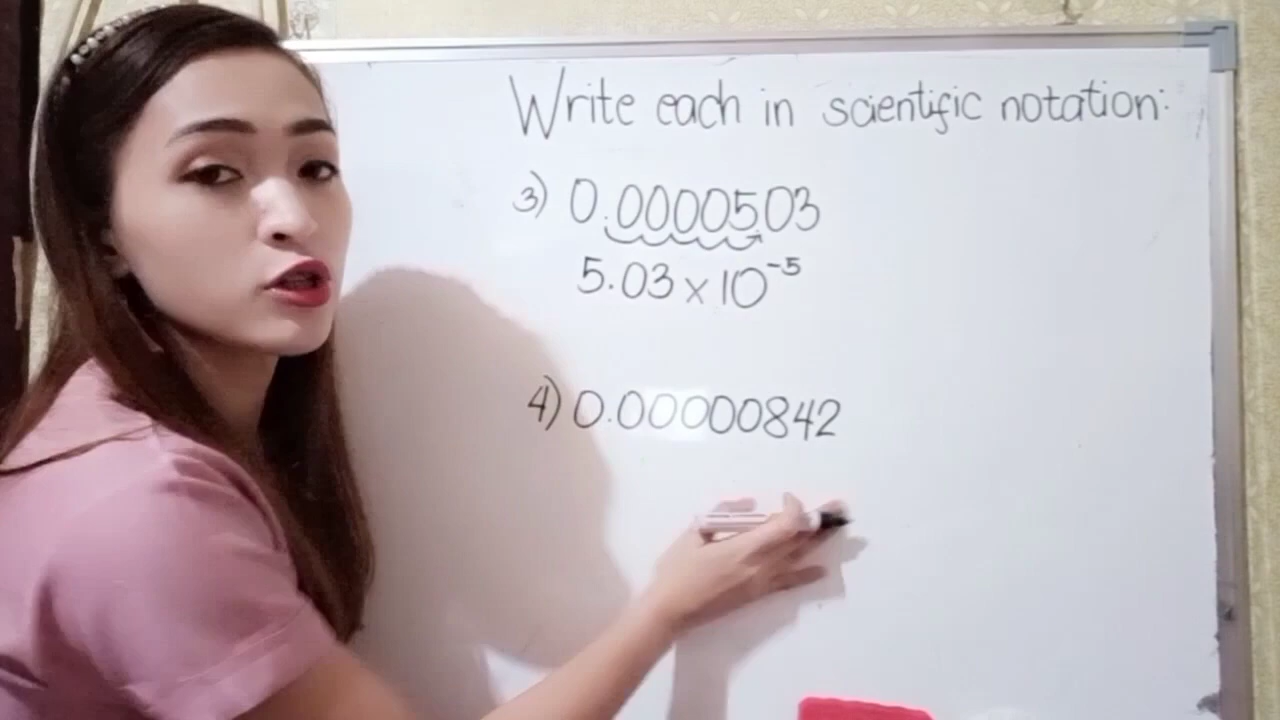 Write each in scientific notation:
3) 0.0000503
5.03 x 10⁻⁵
4) 0.00000842